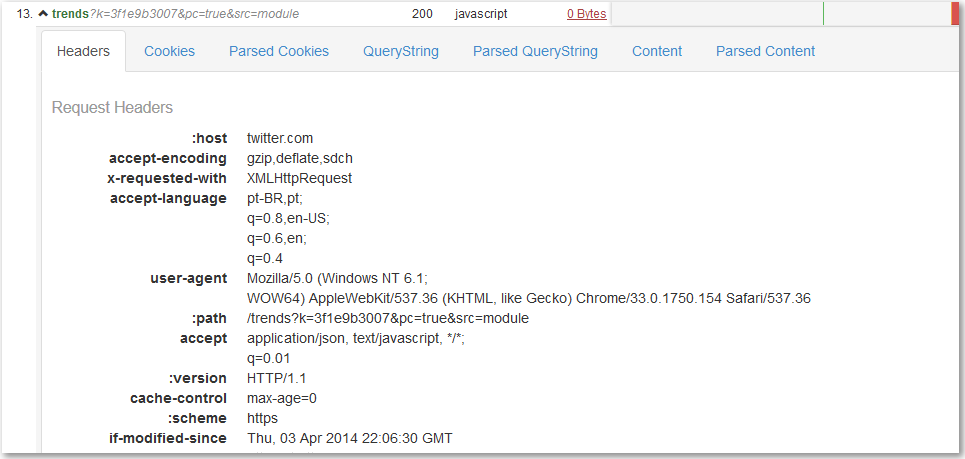 13. trends?k=3f1e9b3007&pc=true&src=module 200 javascript 0 Bytes
Headers Cookies Parsed Cookies QueryString Parsed QueryString Content Parsed Content
Request Headers
:host twitter.com
accept-encoding gzip,deflate,sdch
x-requested-with XMLHttpRequest
accept-language pt-BR,pt;
q=0.8,en-US;
q=0.6,en;
q=0.4
user-agent Mozilla/5.0 (Windows NT 6.1;
WOW64) AppleWebKit/537.36 (KHTML, like Gecko) Chrome/33.0.1750.154 Safari/537.36
:path /trends?k=3f1e9b3007&pc=true&src=module
accept application/json, text/javascript, */*;
q=0.01
:version HTTP/1.1
cache-control max-age=0
:scheme https
if-modified-since Thu, 03 Apr 2014 22:06:30 GMT